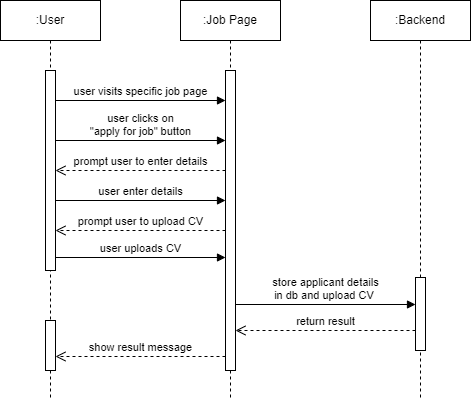 :User
:Job Page
:Backend
user visits specific job page
user clicks on
"apply for job" button
prompt user to enter details
user enter details
prompt user to upload CV
user uploads CV
store applicant details
in db and upload CV
return result
show result message